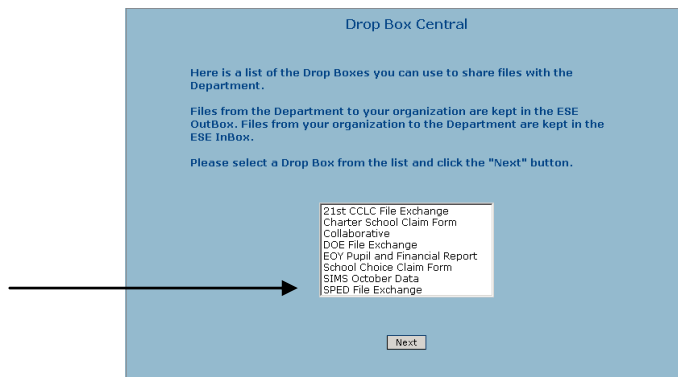 Drop Box Central
Here is a list of the Drop Boxes you can use to share files with the
Department.
Files from the Department to your organization are kept in the ESE
OutBox. Files from your organization to the Department are kept in the
ESE InBox.
Please select a Drop Box from the list and click the "Next" button.
21st CCLC File Exchange
Charter School Claim Form
Collaborative
DOE File Exchange
EOY Pupil and Financial Report
School Choice Claim Form
SIMS October Data
SPED File Exchange
Next